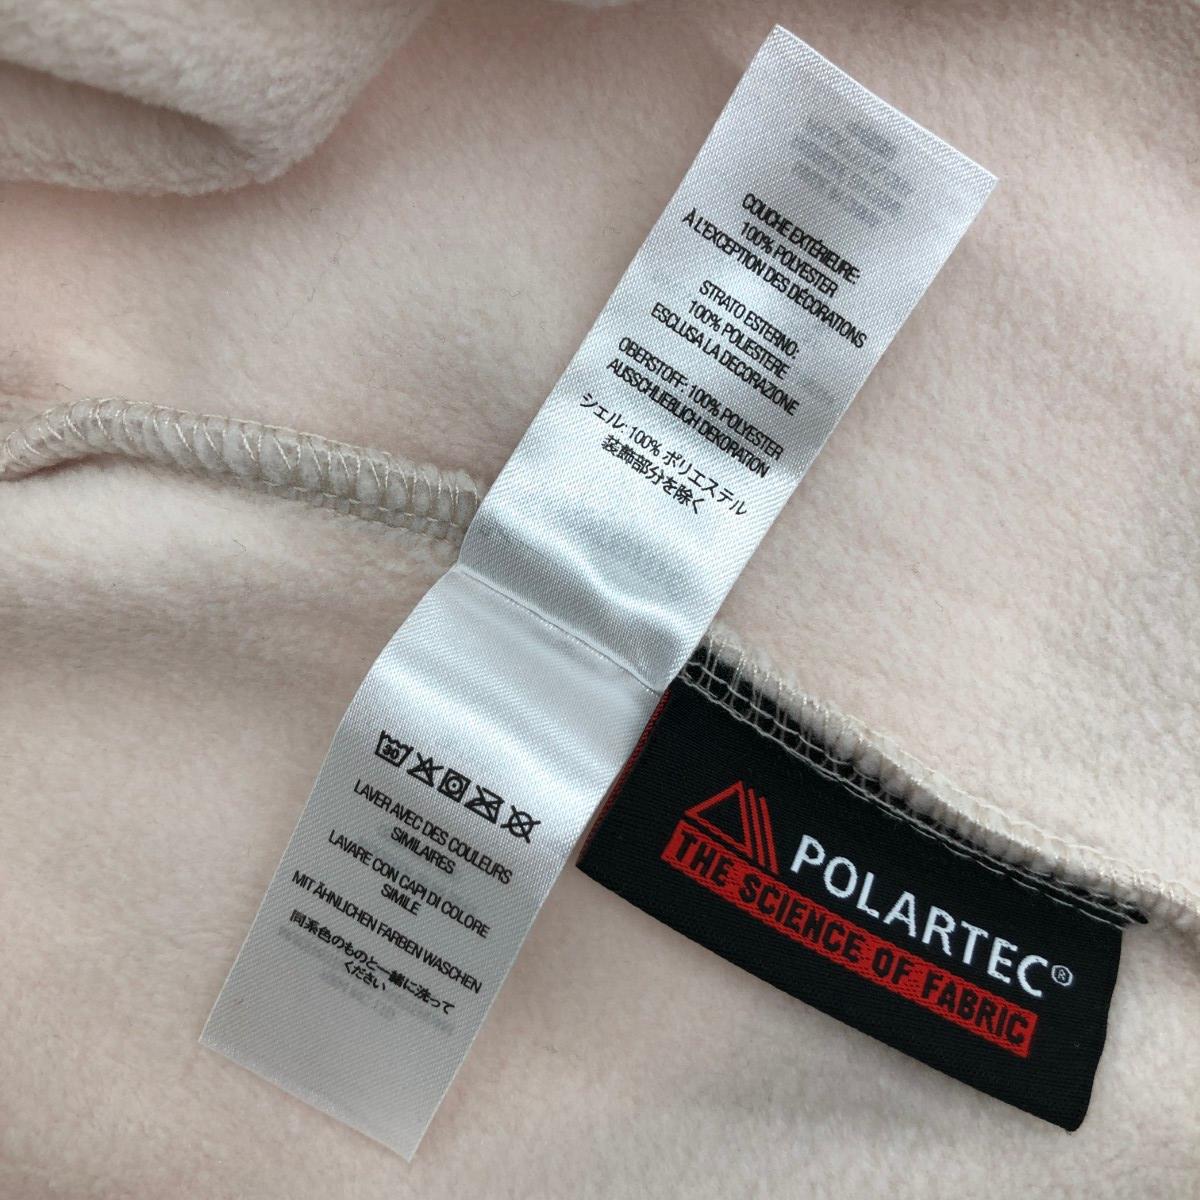 COUCHE EXTÉRIEURE:
100% POLYESTER
À L'EXCEPTION DES DÉCORATIONS
STRATO ESTERNO:
100% POLIESTERE
ESCLUSA LA DECORAZIONE
OBERSTOFF: 100% POLYESTER
AUSSCHLIEBLICH DEKORATION
シェル: 100% ポリエステル
装飾部分を除く
30
LAVER AVEC DES COULEURS
SIMILAIRES
LAVARE CON CAPI DI COLORE
SIMILE
MIT ÄHNLICHEN FARBEN WASCHEN
同系色のものと一緒に洗って
ください
POLARTEC®
THE SCIENCE OF FABRIC